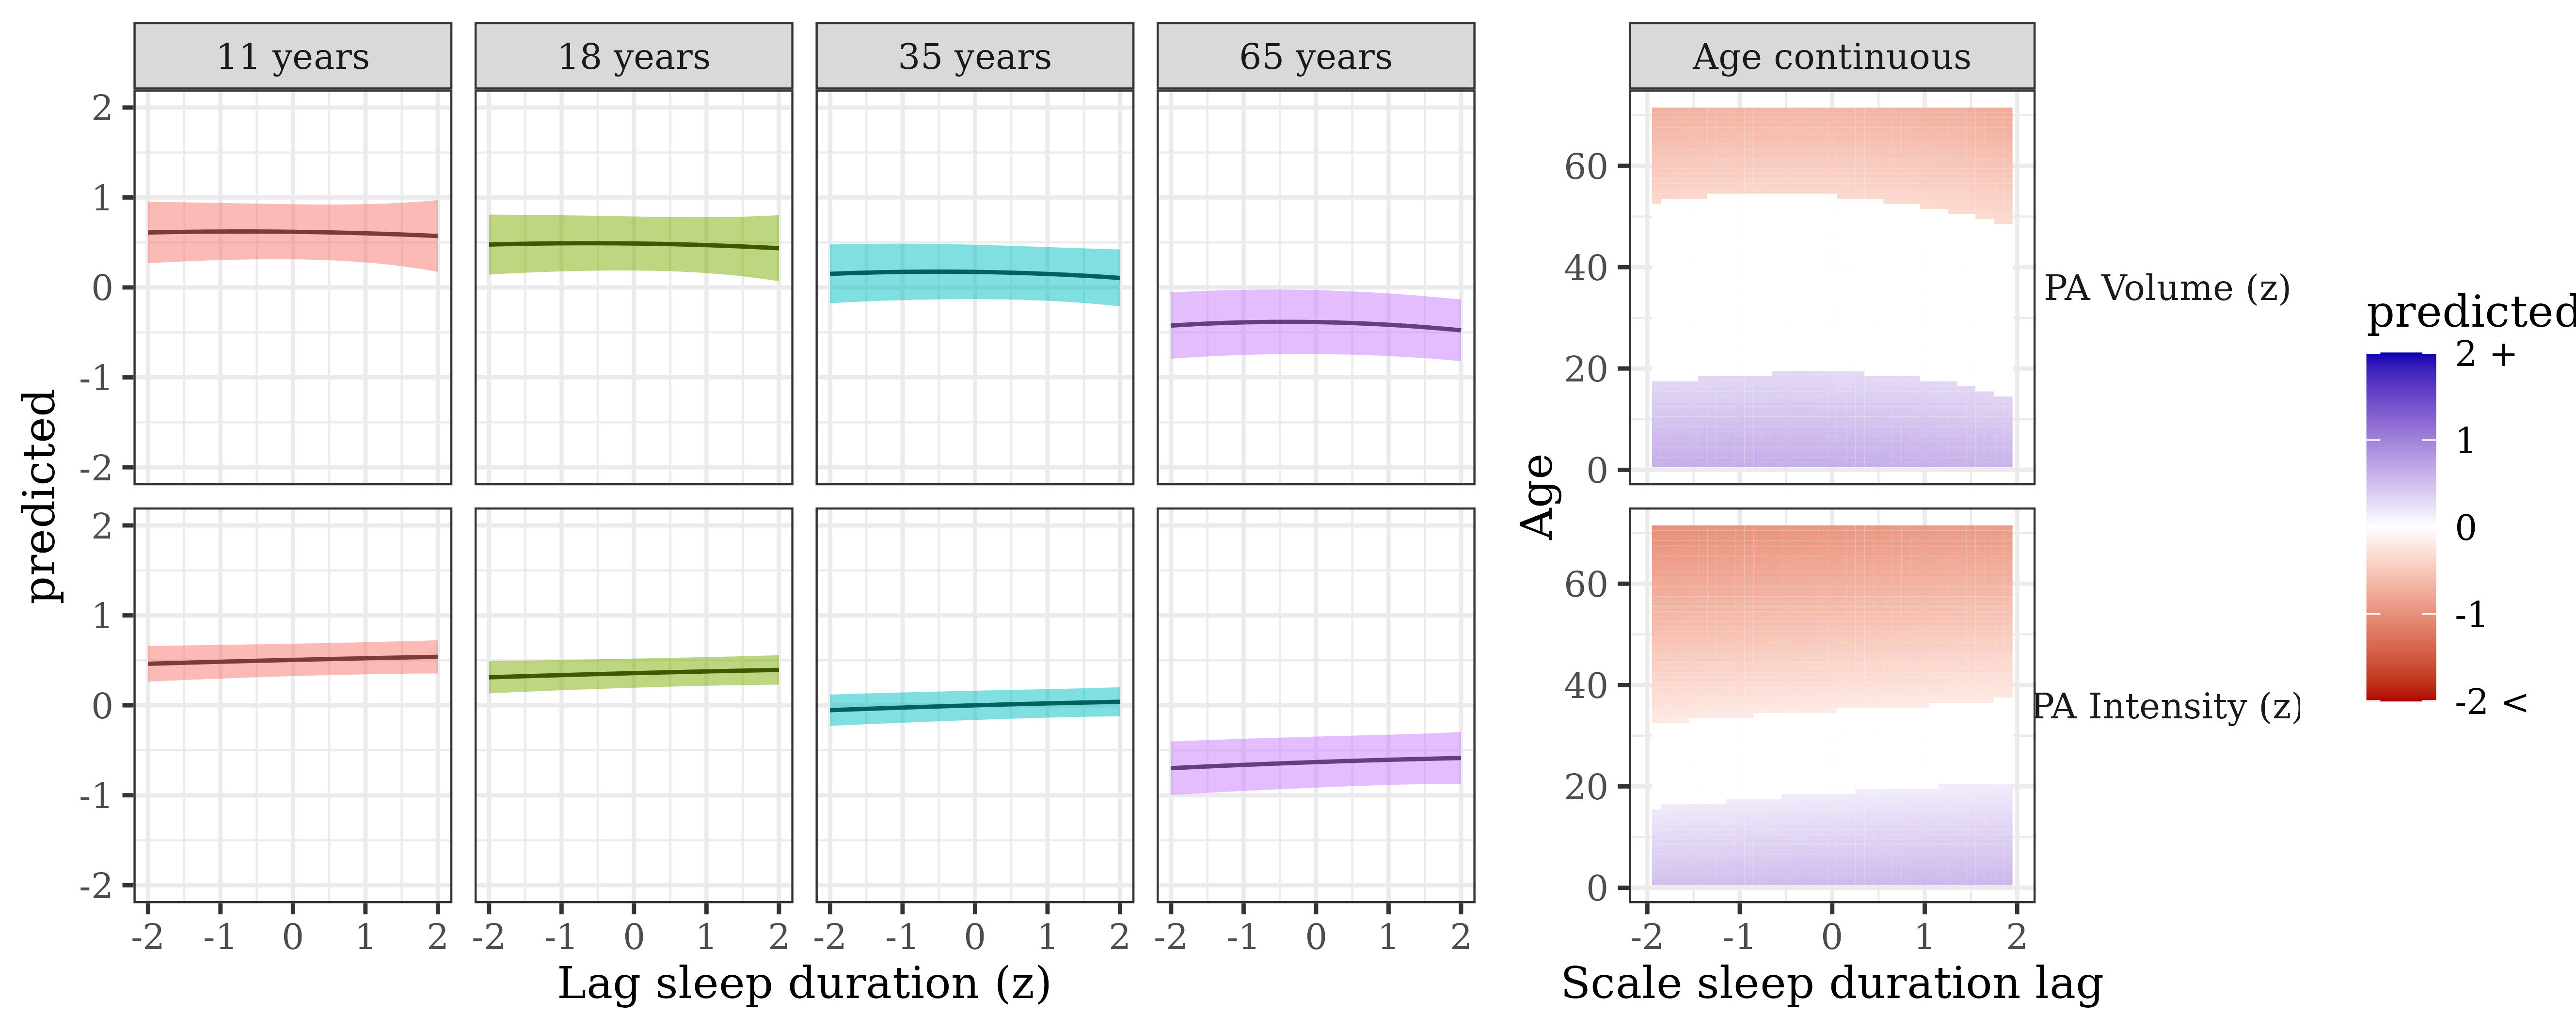 11 years 18 years 35 years 65 years Age continuous
predicted
2
1
0
-1
-2
Age
60
40
20
0
PA Volume (z)
2
1
0
-1
-2
60
40
20
0
PA Intensity (z)
-2 -1 0 1 2 -2 -1 0 1 2 -2 -1 0 1 2 -2 -1 0 1 2 -2 -1 0 1 2
Lag sleep duration (z) Scale sleep duration lag
predicted
2 +
1
0
-1
-2 <